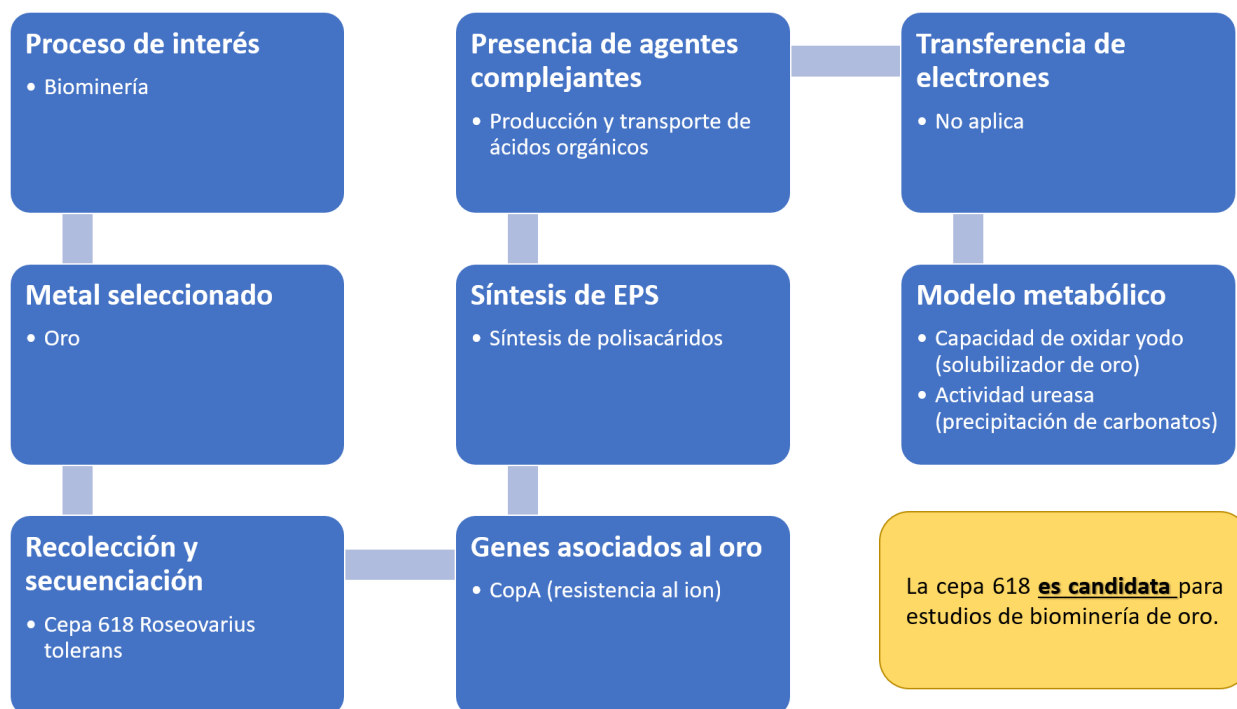 Proceso de interés
• Biominería
Metal seleccionado
• Oro
Recolección y
secuenciación
• Cepa 618 Roseovarius
tolerans
Genes asociados al oro
• CopA (resistencia al ion)
Síntesis de EPS
• Síntesis de polisacáridos
Presencia de agentes
complejantes
• Producción y transporte de
ácidos orgánicos
Transferencia de
electrones
• No aplica
Modelo metabólico
• Capacidad de oxidar yodo
(solubilizador de oro)
• Actividad ureasa
(precipitación de carbonatos)
La cepa 618 es candidata para
estudios de biominería de oro.